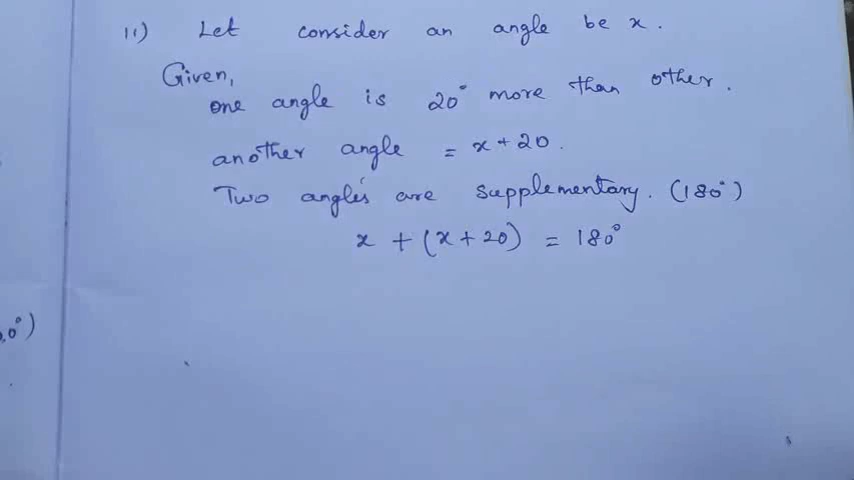 11) Let consider an angle be x.
Given,
one angle is 20° more than other.
another angle = x + 20.
Two angles are supplementary. (180°)
x + (x + 20) = 180°
0°)